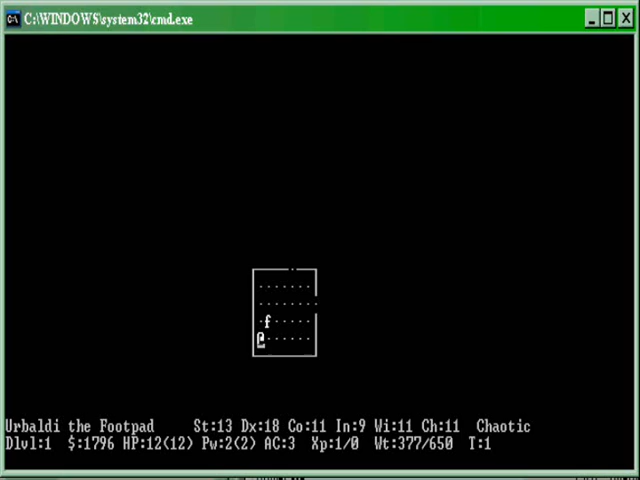 C:\WINDOWS\system32\cmd.exe
.......
........
.f.....
@......
Urbaldi the Footpad St:13 Dx:18 Co:11 In:9 Wi:11 Ch:11 Chaotic
Dlvl:1 $:1796 HP:12(12) Pw:2(2) AC:3 Xp:1/0 Wt:377/650 T:1